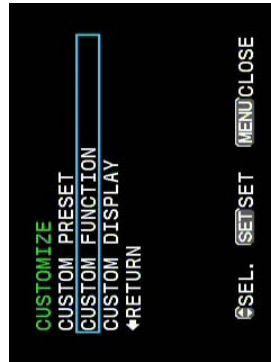 CUSTOMIZE
CUSTOM PRESET
CUSTOM FUNCTION
CUSTOM DISPLAY
RETURN
SEL. SET SET MENU CLOSE